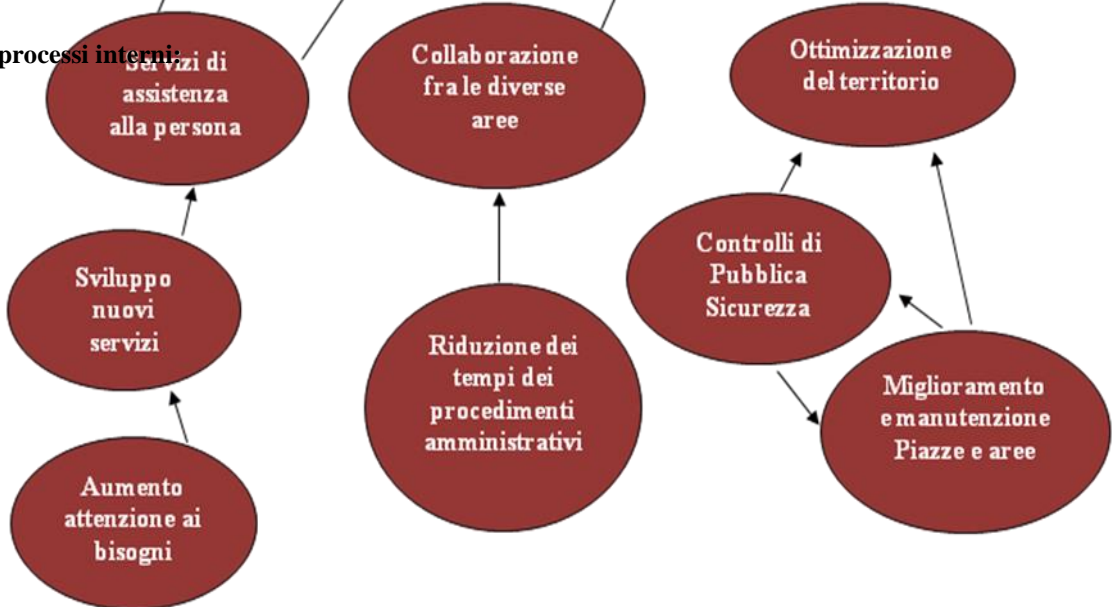 processi interni:
Servizi di
assistenza
alla persona
Collaborazione
fra le diverse
aree
Ottimizzazione
del territorio
Sviluppo
nuovi
servizi
Riduzione dei
tempi dei
procedimenti
amministrativi
Controlli di
Pubblica
Sicurezza
Miglioramento
e manutenzione
Piazze e aree
Aumento
attenzione ai
bisogni